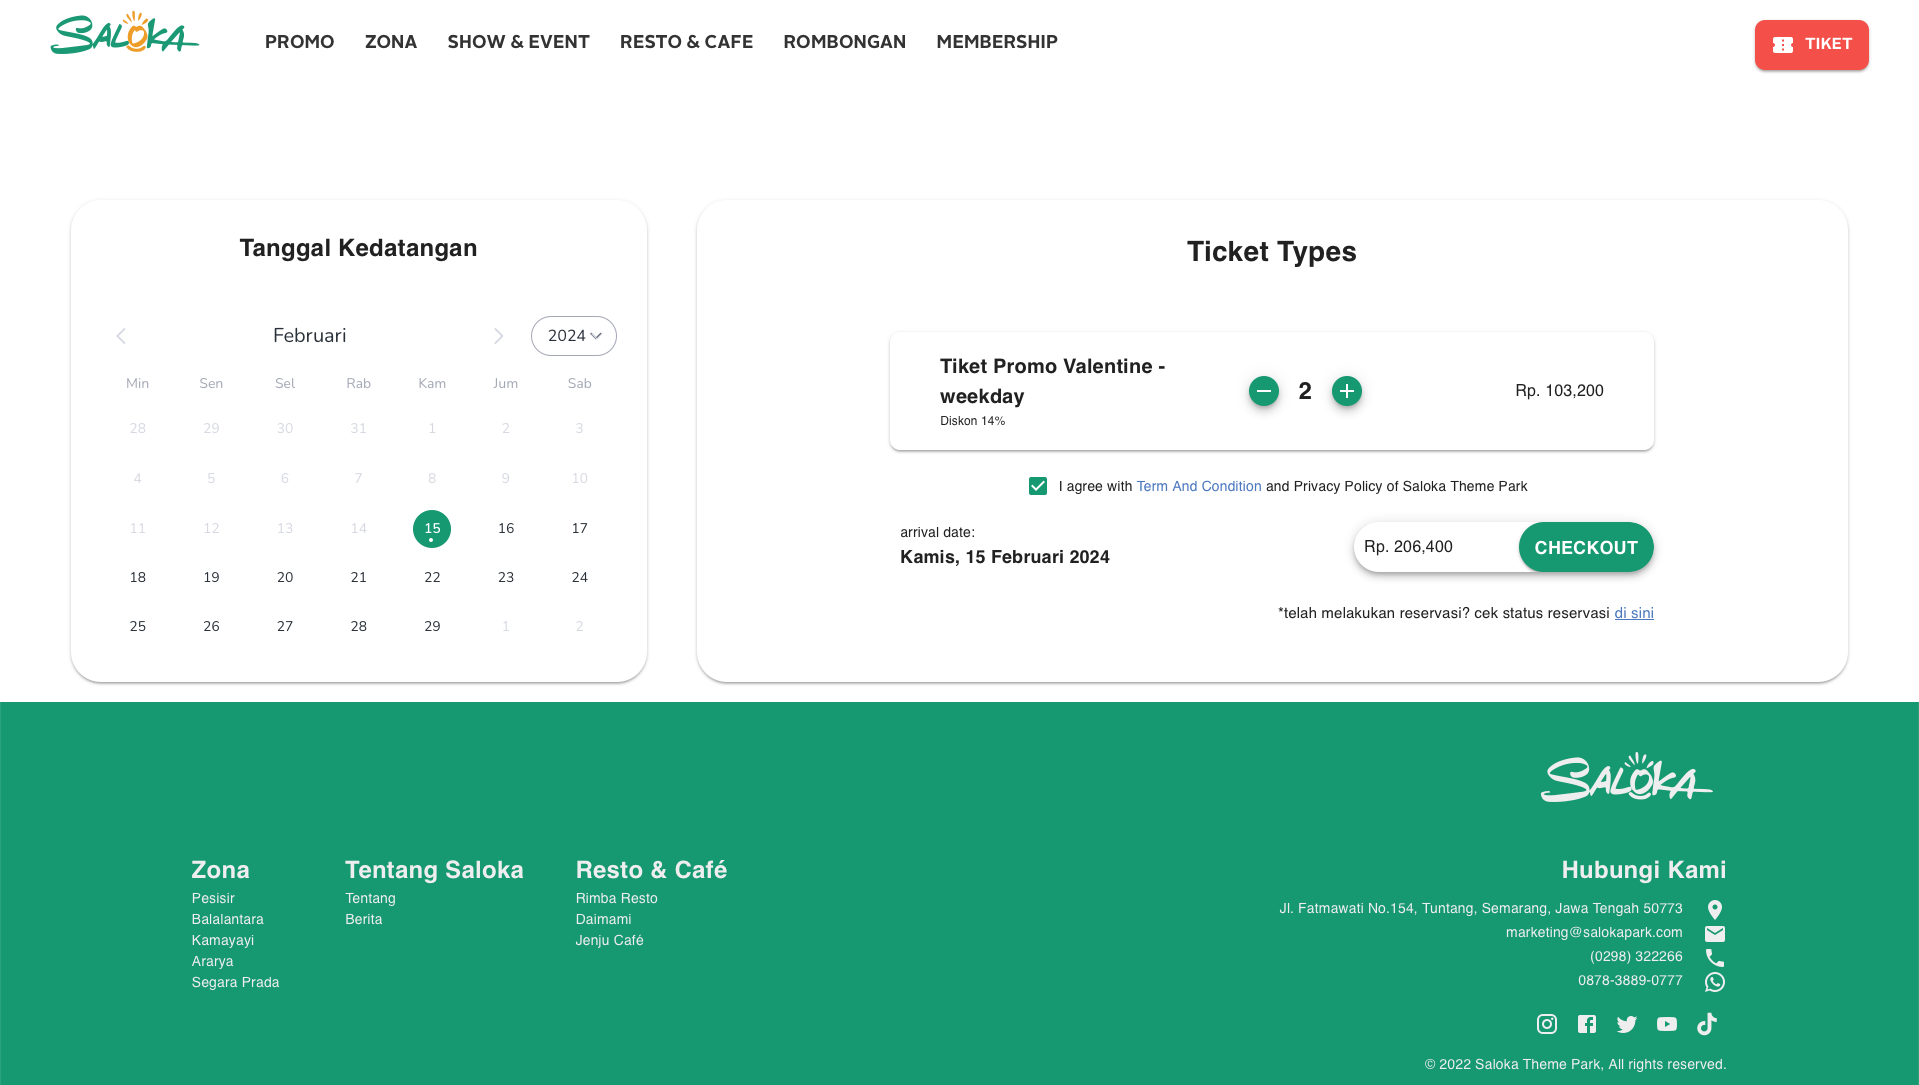 SALOKA
PROMO
ZONA
SHOW & EVENT
RESTO & CAFE
ROMBONGAN
MEMBERSHIP
TIKET
Tanggal Kedatangan
Februari
2024
Min Sen Sel Rab Kam Jum Sab
28 29 30 31 1 2 3
4 5 6 7 8 9 10
11 12 13 14 15 16 17
18 19 20 21 22 23 24
25 26 27 28 29 1 2
Ticket Types
Tiket Promo Valentine -
weekday
Diskon 14%
2
Rp. 103,200
I agree with Term And Condition and Privacy Policy of Saloka Theme Park
arrival date:
Kamis, 15 Februari 2024
Rp. 206,400
CHECKOUT
*telah melakukan reservasi? cek status reservasi di sini
SALOKA
Zona
Pesisir
Balalantara
Kamayayi
Ararya
Segara Prada
Tentang Saloka
Tentang
Berita
Resto & Café
Rimba Resto
Daimami
Jenju Café
Hubungi Kami
Jl. Fatmawati No.154, Tuntang, Semarang, Jawa Tengah 50773
marketing@salokapark.com
(0298) 322266
0878-3889-0777
© 2022 Saloka Theme Park, All rights reserved.